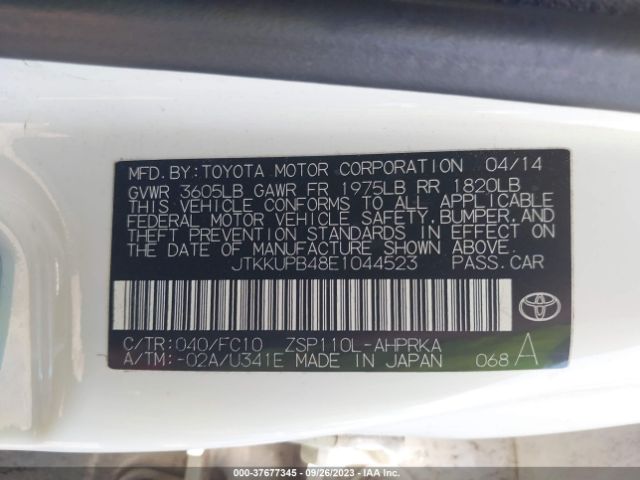 MFD.BY:TOYOTA MOTOR CORPORATION 04/14
GVWR 3605LB GAWR FR 1975LB RR 1820LB
THIS VEHICLE CONFORMS TO ALL APPLICABLE
FEDERAL MOTOR VEHICLE SAFETY,BUMPER,AND
THEFT PREVENTION STANDARDS IN EFFECT ON
THE DATE OF MANUFACTURE SHOWN ABOVE.
JTKKUPB48E1044523 PASS.CAR
C/TR:040/FC10 ZSP110L-AHPRKA
A/TM:-02A/U341E MADE IN JAPAN 068 A
000-37677345 | 09/26/2023 | IAA Inc.